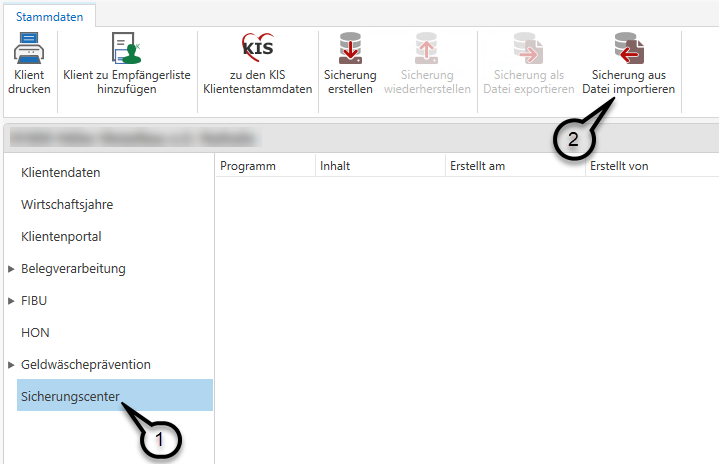 Stammdaten
KIS
Klient
drucken
Klient zu Empfängerliste
hinzufügen
zu den KIS
Klientenstammdaten
Sicherung
erstellen
Sicherung
wiederherstellen
Sicherung als
Datei exportieren
Sicherung aus
Datei importieren
2
Klientendaten
Wirtschaftsjahre
Klientenportal
Belegverarbeitung
FIBU
HON
Geldwäscheprävention
Sicherungscenter
1
Programm
Inhalt
Erstellt am
Erstellt von